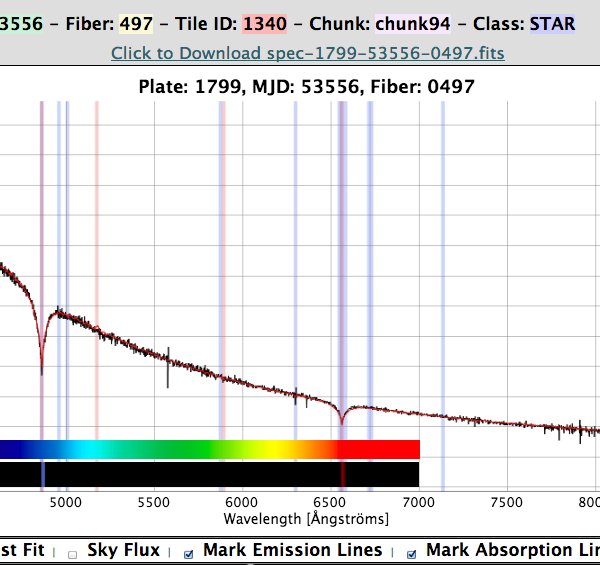 3556 – Fiber: 497 – Tile ID: 1340 – Chunk: chunk94 – Class: STAR
Click to Download spec-1799-53556-0497.fits
Plate: 1799, MJD: 53556, Fiber: 0497
5000 5500 6000 6500 7000 7500 80
Wavelength [Ångströms]
st Fit | Sky Flux | Mark Emission Lines | Mark Absorption Lin